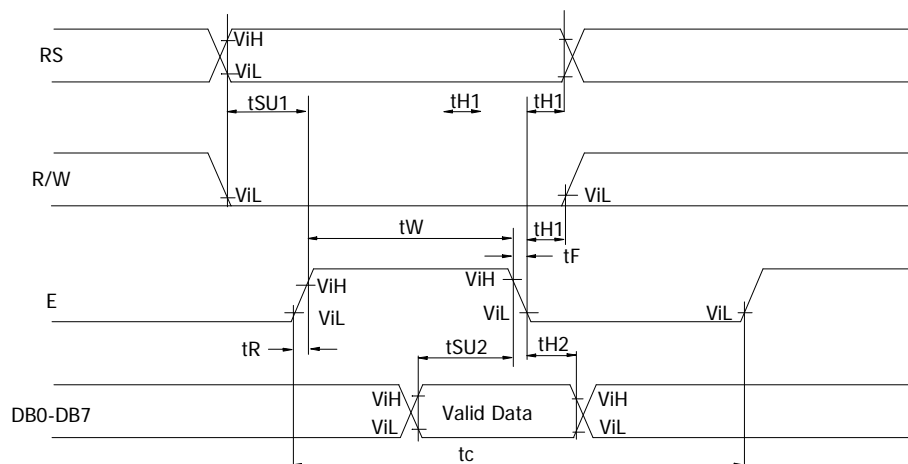 RS
ViH
ViL
tSU1 tH1 tH1
R/W
ViL ViL
tW tH1
tF
E
ViH ViH
ViL ViL ViL
tR tSU2 tH2
DB0-DB7
ViH Valid Data ViH
ViL ViL
tc